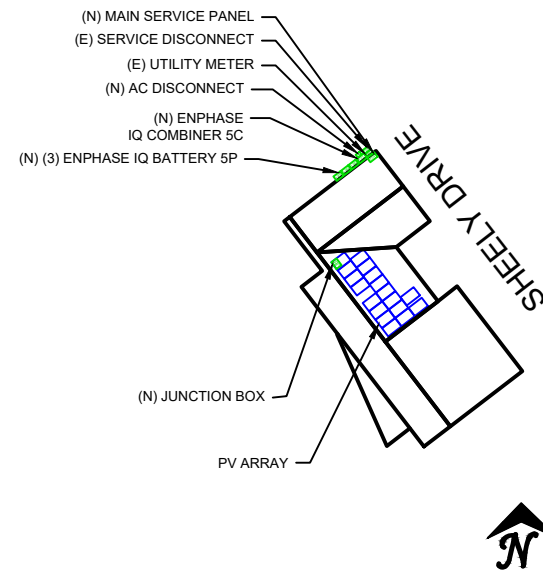 (N) MAIN SERVICE PANEL
(E) SERVICE DISCONNECT
(E) UTILITY METER
(N) AC DISCONNECT
(N) ENPHASE
IQ COMBINER 5C
(N) (3) ENPHASE IQ BATTERY 5P
SHEELY DRIVE
(N) JUNCTION BOX
PV ARRAY
N